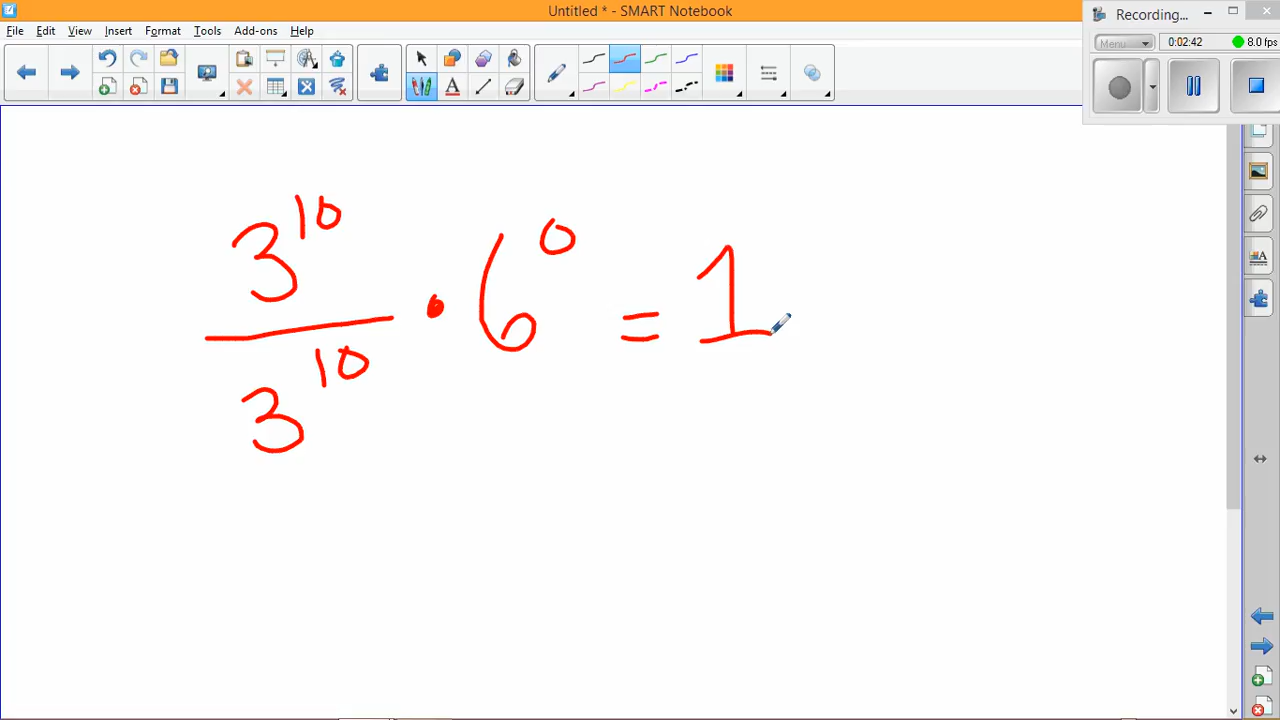 Untitled * - SMART Notebook
Recording...
File Edit View Insert Format Tools Add-ons Help
Menu 0:02:42 8.0 fps
3^10
――― • 6^0 = 1
3^10